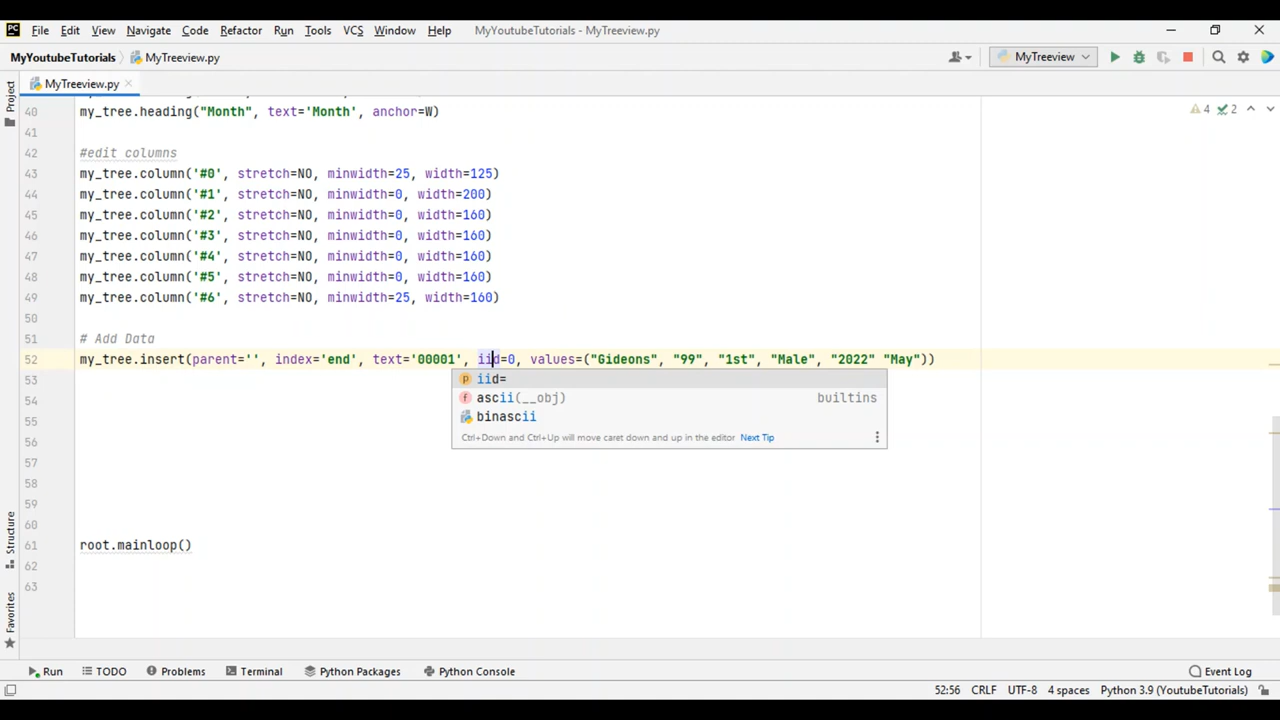 PC File Edit View Navigate Code Refactor Run Tools VCS Window Help MyYoutubeTutorials - MyTreeview.py
MyYoutubeTutorials MyTreeview.py MyTreeview
MyTreeview.py
Project
4 2
40 my_tree.heading("Month", text='Month', anchor=W)
41
42 #edit columns
43 my_tree.column('#0', stretch=NO, minwidth=25, width=125)
44 my_tree.column('#1', stretch=NO, minwidth=0, width=200)
45 my_tree.column('#2', stretch=NO, minwidth=0, width=160)
46 my_tree.column('#3', stretch=NO, minwidth=0, width=160)
47 my_tree.column('#4', stretch=NO, minwidth=0, width=160)
48 my_tree.column('#5', stretch=NO, minwidth=0, width=160)
49 my_tree.column('#6', stretch=NO, minwidth=25, width=160)
50
51 # Add Data
52 my_tree.insert(parent='', index='end', text='00001', iid=0, values=("Gideons", "99", "1st", "Male", "2022" "May"))
53 p iid=
54 f ascii(__obj) builtins
55 binascii
56 Ctrl+Down and Ctrl+Up will move caret down and up in the editor Next Tip
57
58
59
60
61 root.mainloop()
62
63
Structure
Favorites
Run TODO Problems Terminal Python Packages Python Console Event Log
52:56 CRLF UTF-8 4 spaces Python 3.9 (YoutubeTutorials)